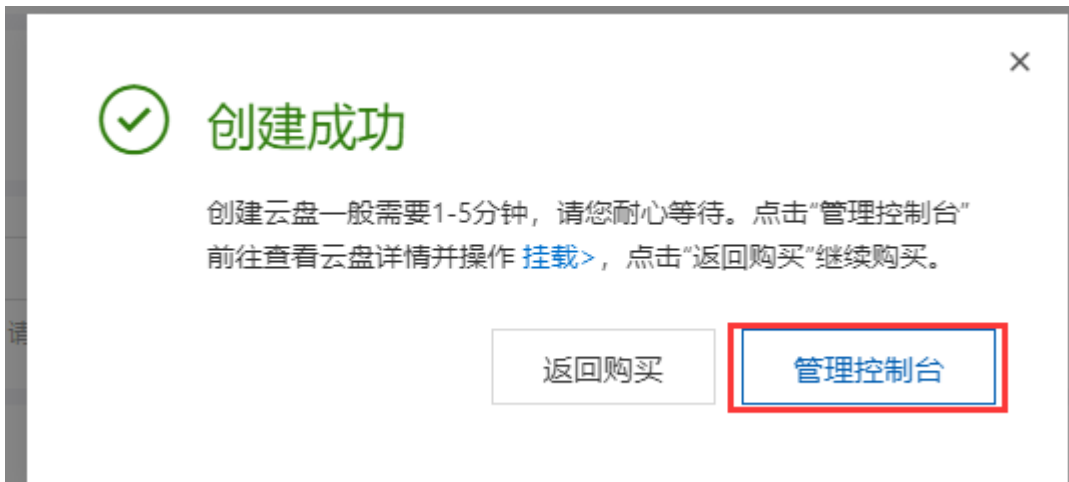 创建成功
创建云盘一般需要1-5分钟，请您耐心等待。点击“管理控制台”
前往查看云盘详情并操作 挂载>，点击“返回购买”继续购买。
请
返回购买
管理控制台